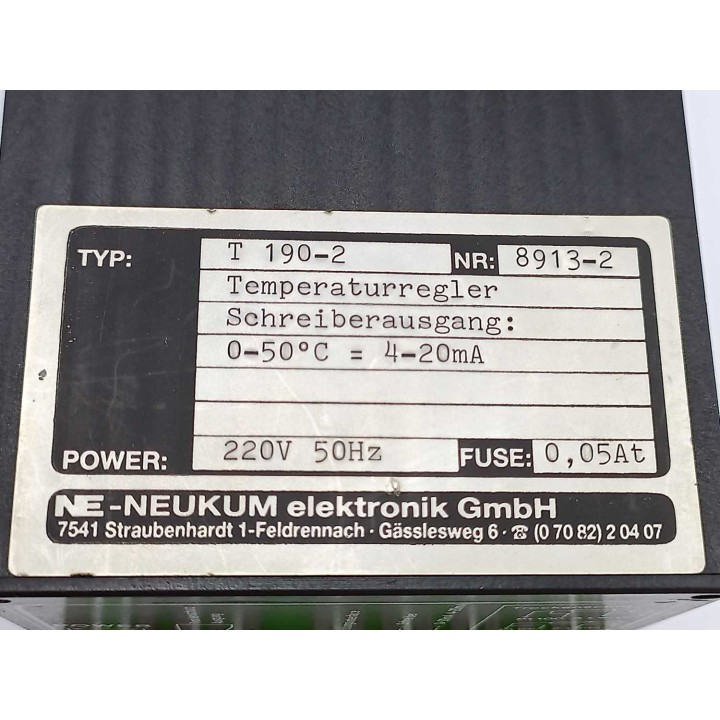 TYP: T 190-2 NR: 8913-2
Temperaturregler
Schreiberausgang:
0-50°C = 4-20mA
POWER: 220V 50Hz FUSE: 0,05At
NE-NEUKUM elektronik GmbH
7541 Straubenhardt 1-Feldrennach · Gässlesweg 6 · ☎ (0 70 82) 2 04 07
POWER